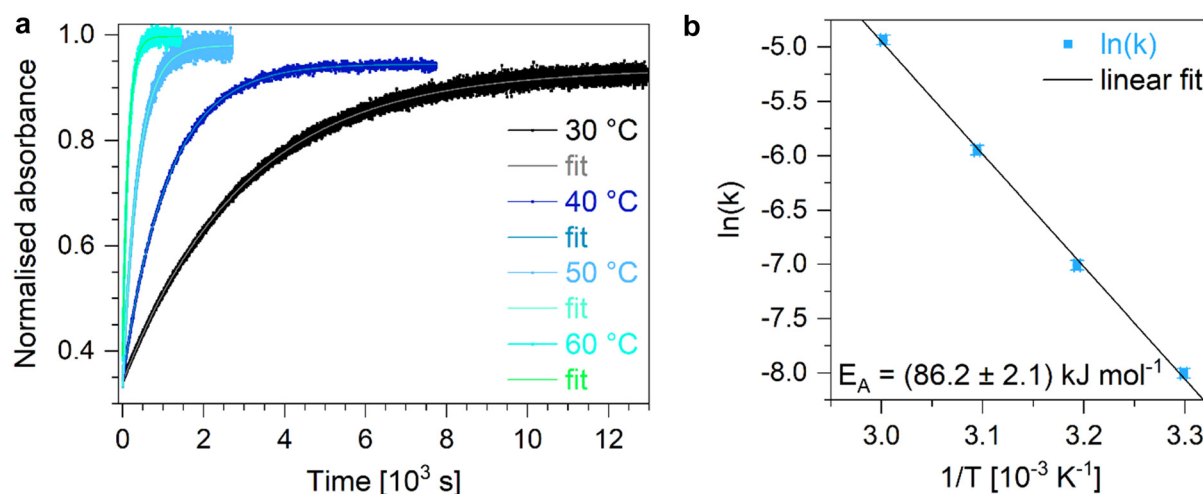 a
Normalised absorbance
1.0
0.8
0.6
0.4
0 2 4 6 8 10 12
Time [10³ s]
30 °C
fit
40 °C
fit
50 °C
fit
60 °C
fit
b
ln(k)
-5.0
-5.5
-6.0
-6.5
-7.0
-7.5
-8.0
3.0 3.1 3.2 3.3
1/T [10⁻³ K⁻¹]
ln(k)
linear fit
E_A = (86.2 ± 2.1) kJ mol⁻¹